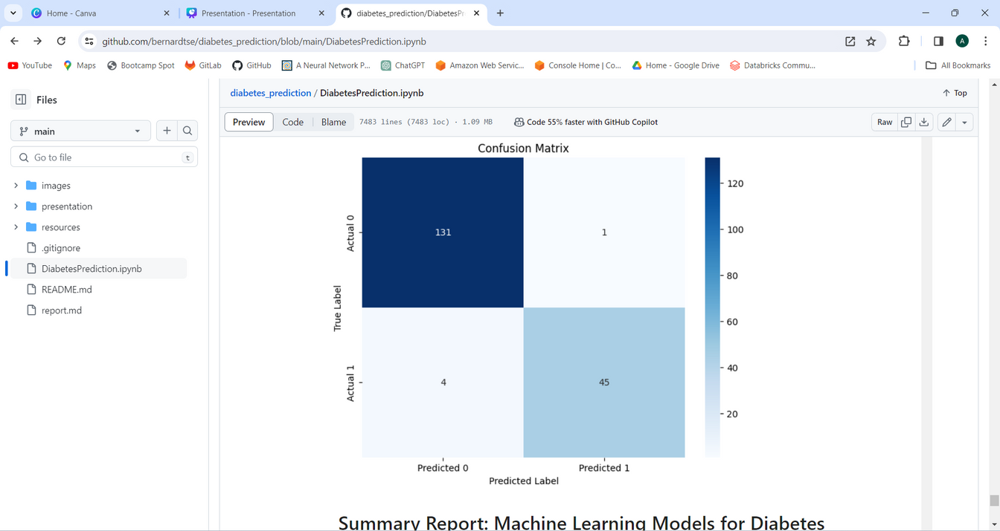 Home - Canva
Presentation - Presentation
diabetes_prediction/DiabetesPr
github.com/bernardtse/diabetes_prediction/blob/main/DiabetesPrediction.ipynb
A
YouTube Maps Bootcamp Spot GitLab GitHub A Neural Network P... ChatGPT Amazon Web Servic... Console Home | Co... Home - Google Drive Databricks Commu... All Bookmarks
Files
main
Go to file t
images
presentation
resources
.gitignore
DiabetesPrediction.ipynb
README.md
report.md
diabetes_prediction / DiabetesPrediction.ipynb Top
Preview Code Blame 7483 lines (7483 loc) · 1.09 MB Code 55% faster with GitHub Copilot Raw
Confusion Matrix
True Label
Actual 0
131 1
Actual 1
4 45
Predicted 0 Predicted 1
Predicted Label
120
100
80
60
40
20
Summary Report: Machine Learning Models for Diabetes